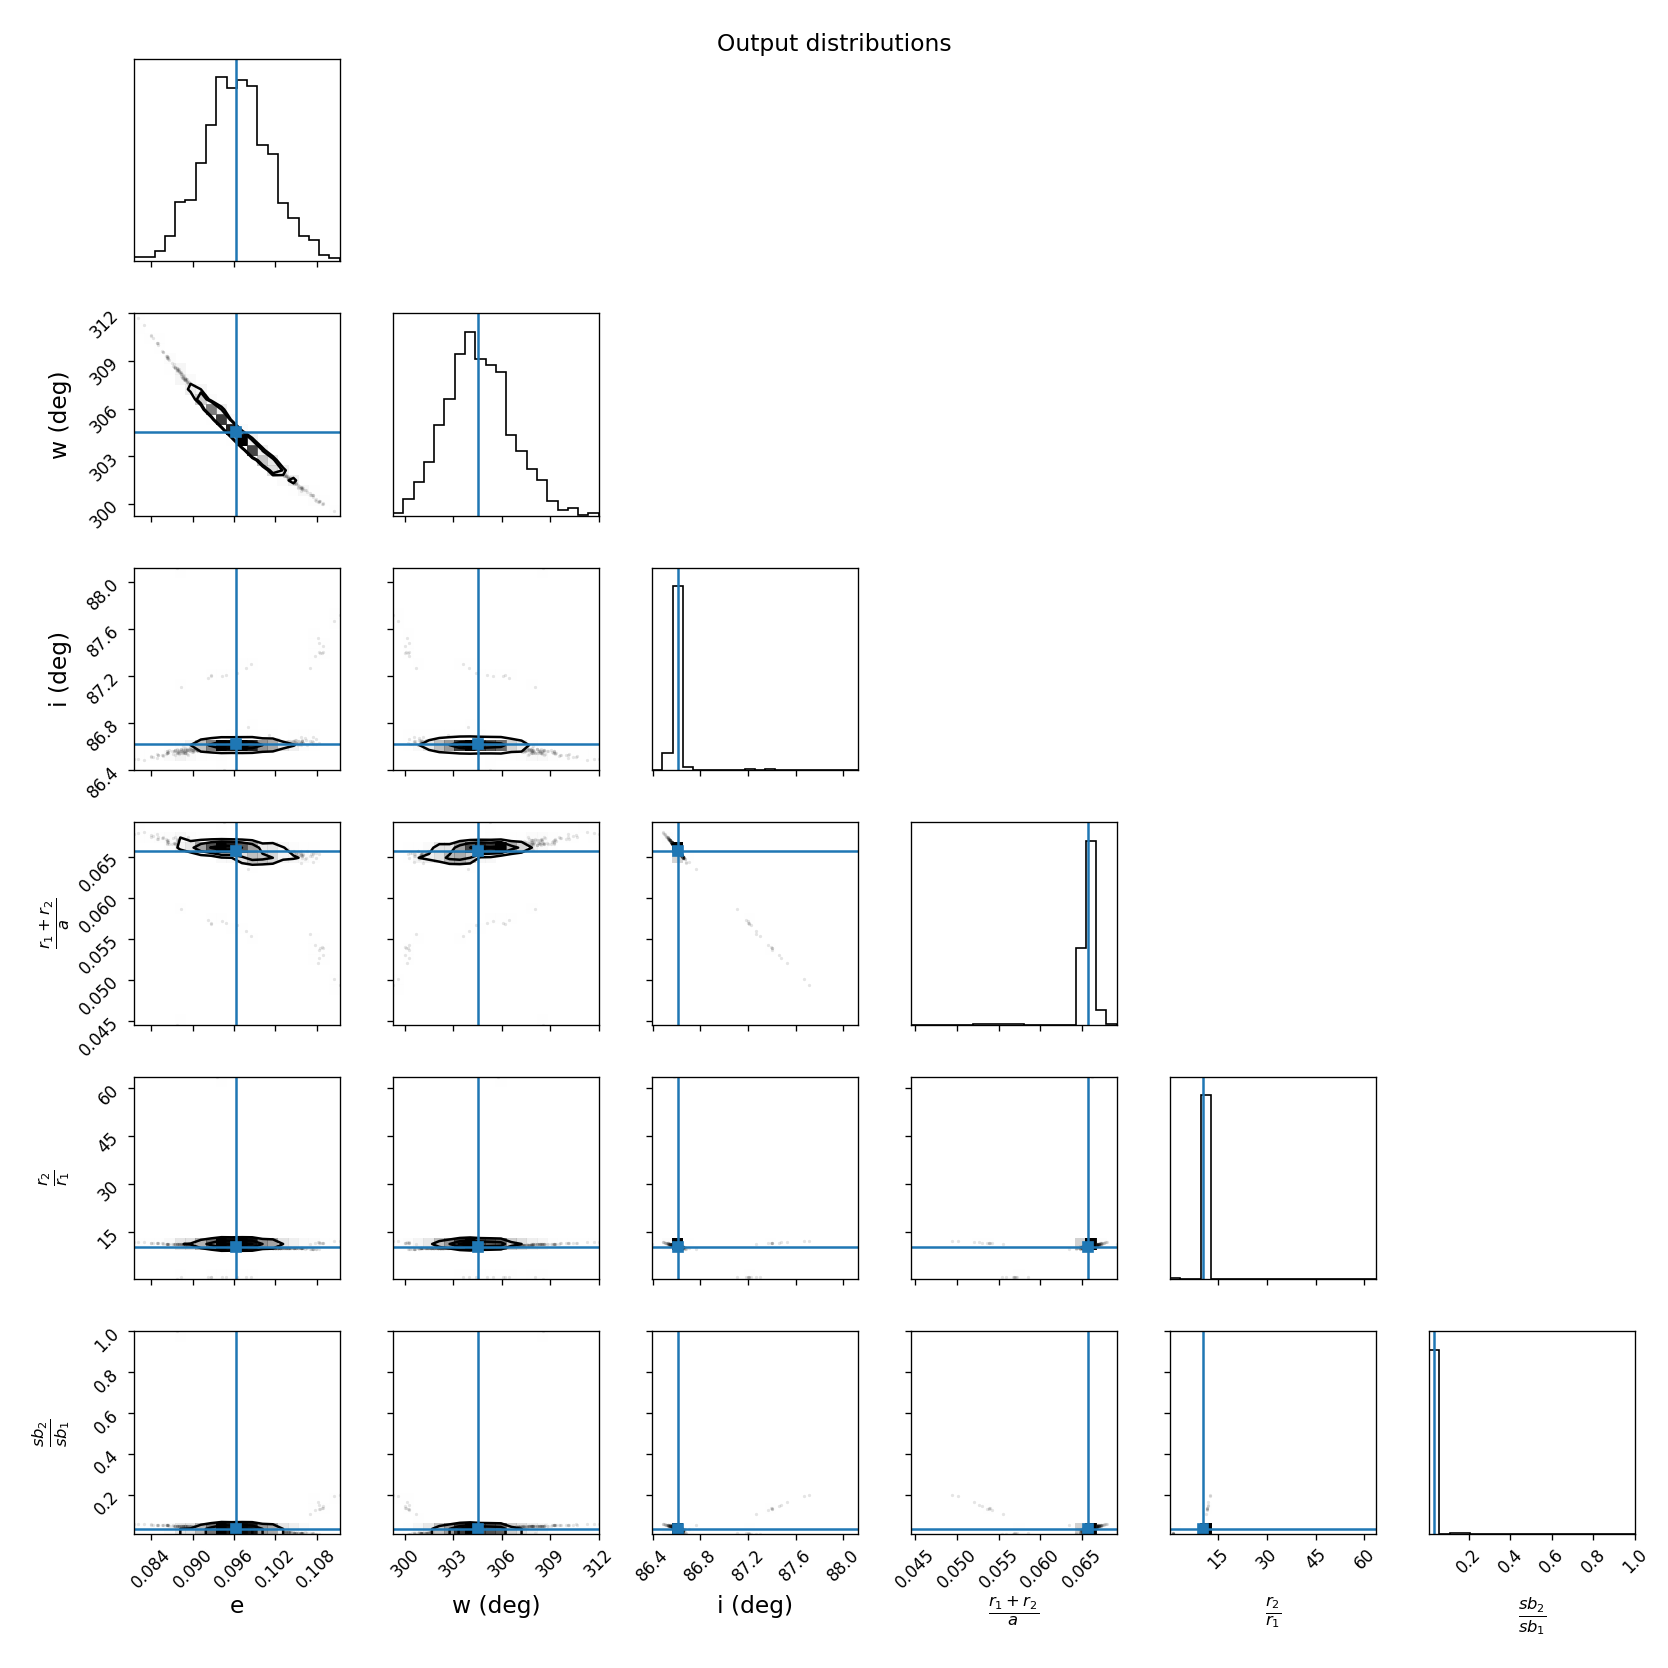 Output distributions
312
309
306
303
300
w (deg)
88.0
87.6
87.2
86.8
86.4
i (deg)
0.065
0.060
0.055
0.050
0.045
r₁ + r₂
a
60
45
30
15
r₂
r₁
1.0
0.8
0.6
0.4
0.2
sb₂
sb₁
0.084 0.090 0.096 0.102 0.108 300 303 306 309 312 86.4 86.8 87.2 87.6 88.0 0.045 0.050 0.055 0.060 0.065 15 30 45 60 0.2 0.4 0.6 0.8 1.0
e w (deg) i (deg) r₁ + r₂ r₂ sb₂
a r₁ sb₁